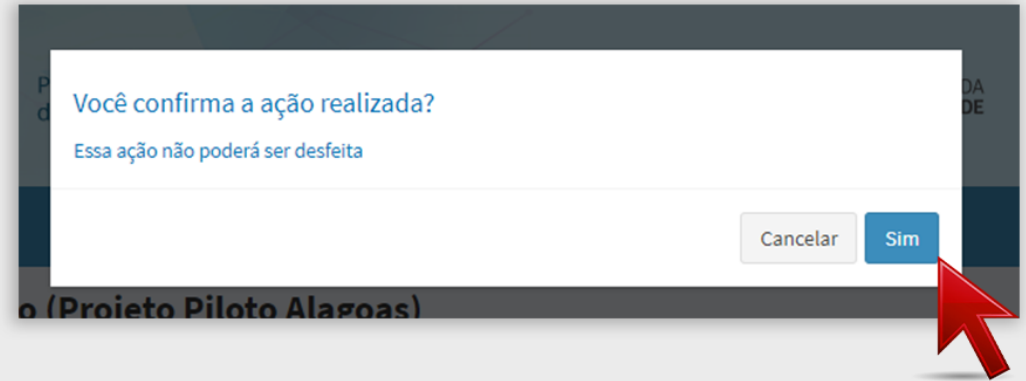 Você confirma a ação realizada?
Essa ação não poderá ser desfeita
Cancelar
Sim
o (Projeto Piloto Alagoas)